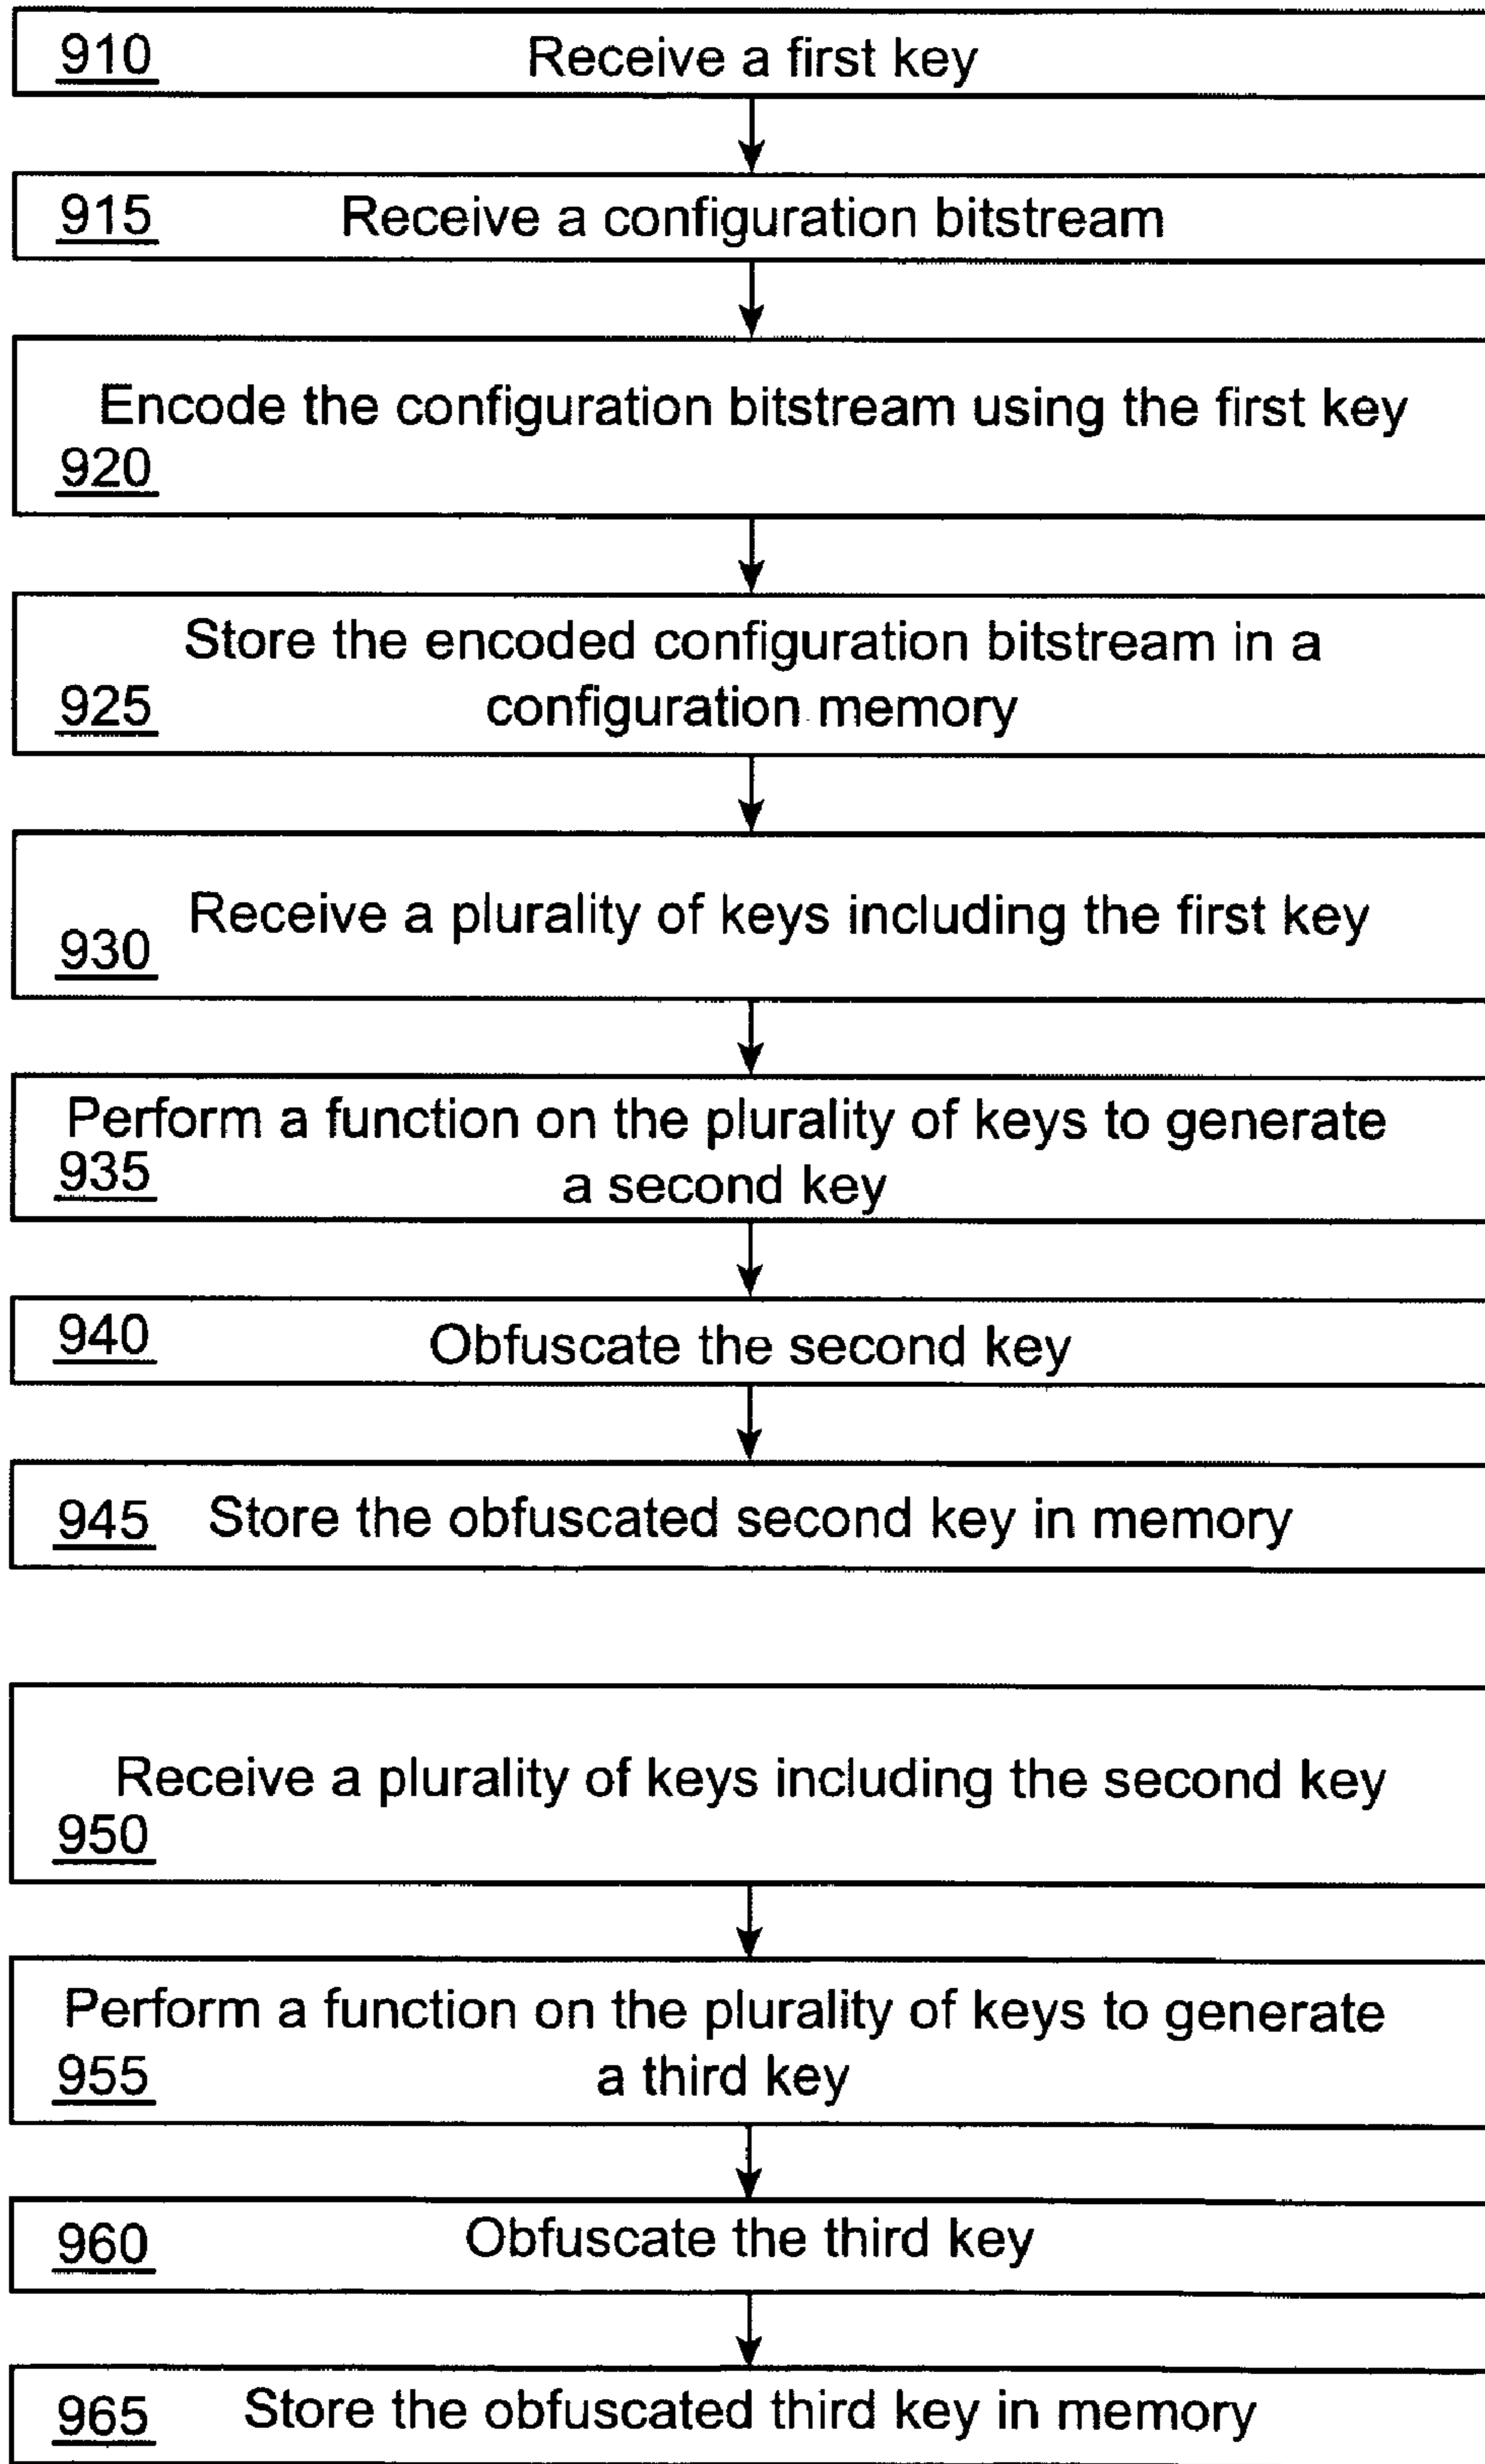 910 Receive a first key
915 Receive a configuration bitstream
Encode the configuration bitstream using the first key
920
Store the encoded configuration bitstream in a
925 configuration memory
Receive a plurality of keys including the first key
930
Perform a function on the plurality of keys to generate
935 a second key
940 Obfuscate the second key
945 Store the obfuscated second key in memory
Receive a plurality of keys including the second key
950
Perform a function on the plurality of keys to generate
955 a third key
960 Obfuscate the third key
965 Store the obfuscated third key in memory